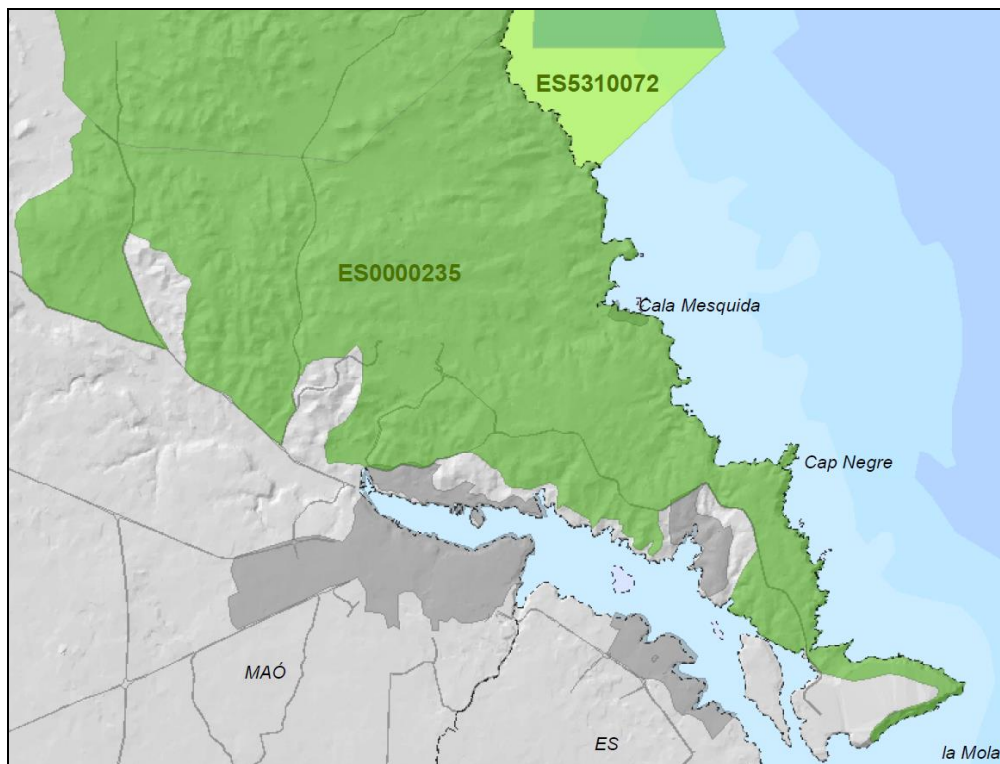 ES5310072
ES0000235
Cala Mesquida
Cap Negre
MAÓ
ES
la Mola